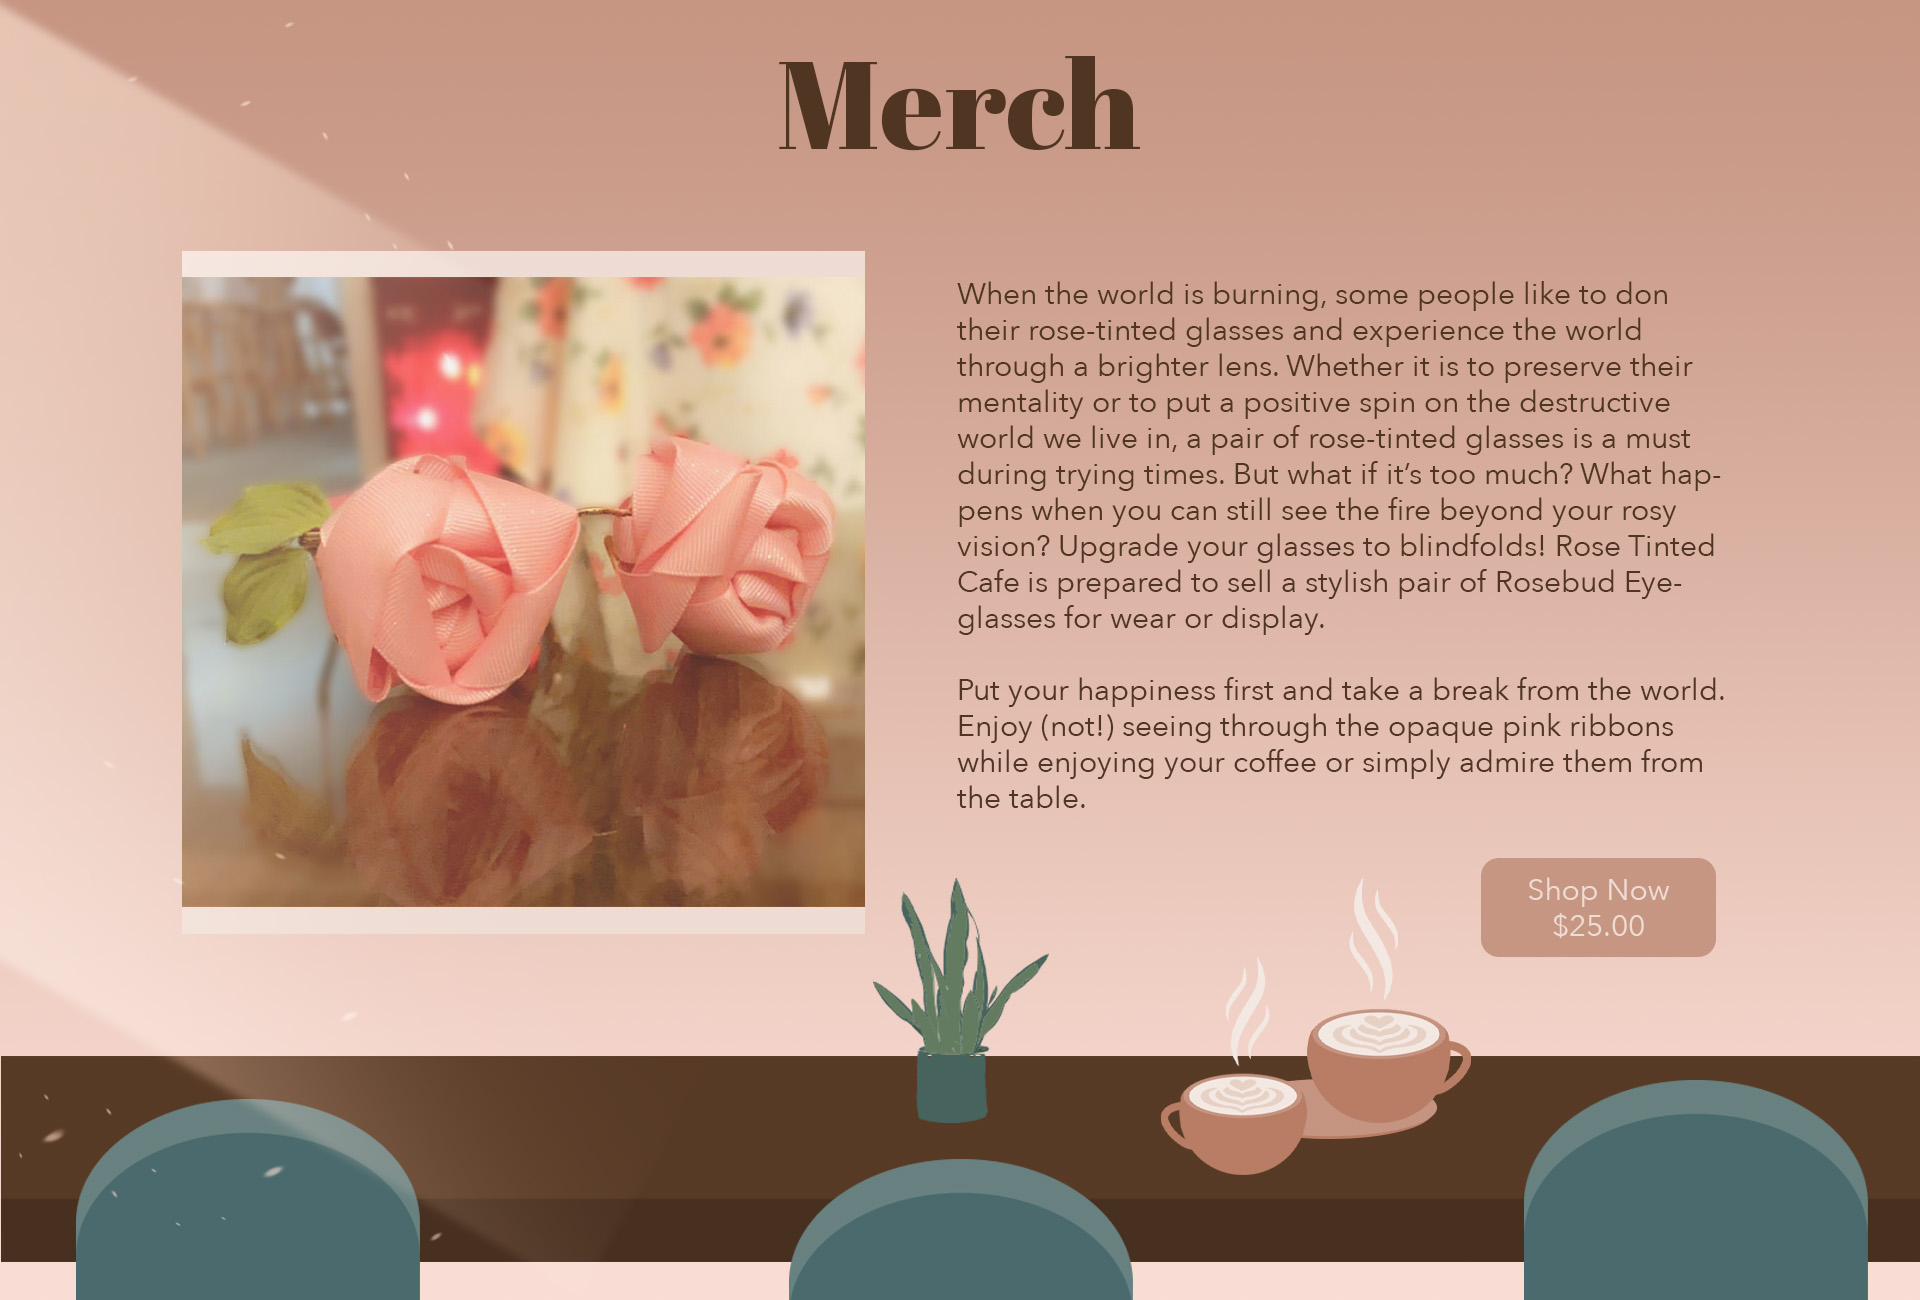 Merch
When the world is burning, some people like to don
their rose-tinted glasses and experience the world
through a brighter lens. Whether it is to preserve their
mentality or to put a positive spin on the destructive
world we live in, a pair of rose-tinted glasses is a must
during trying times. But what if it’s too much? What hap-
pens when you can still see the fire beyond your rosy
vision? Upgrade your glasses to blindfolds! Rose Tinted
Cafe is prepared to sell a stylish pair of Rosebud Eye-
glasses for wear or display.
Put your happiness first and take a break from the world.
Enjoy (not!) seeing through the opaque pink ribbons
while enjoying your coffee or simply admire them from
the table.
Shop Now
$25.00